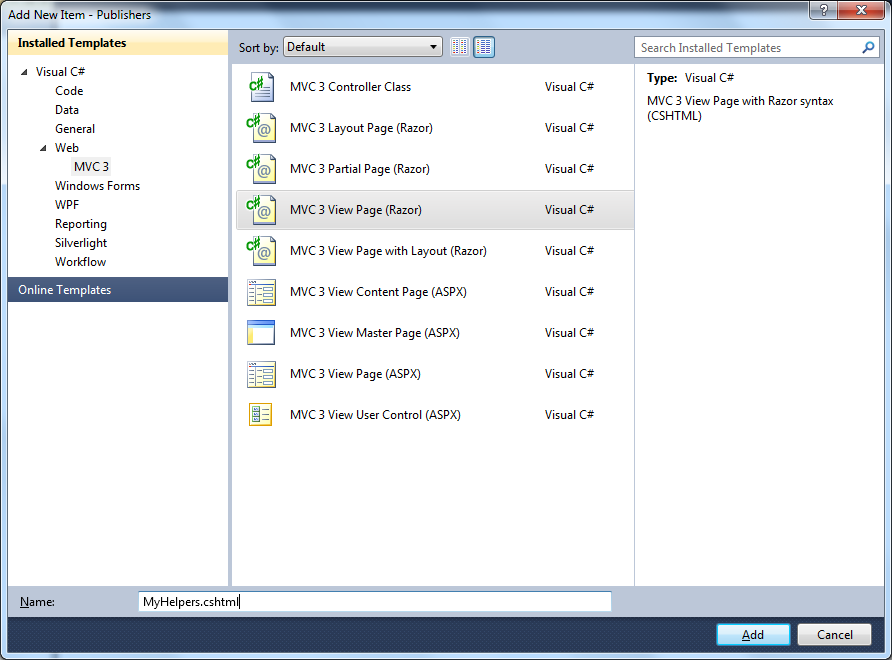 Add New Item - Publishers
?
Installed Templates
Visual C#
Code
Data
General
Web
MVC 3
Windows Forms
WPF
Reporting
Silverlight
Workflow
Online Templates
Sort by: Default
MVC 3 Controller Class Visual C#
MVC 3 Layout Page (Razor) Visual C#
MVC 3 Partial Page (Razor) Visual C#
MVC 3 View Page (Razor) Visual C#
MVC 3 View Page with Layout (Razor) Visual C#
MVC 3 View Content Page (ASPX) Visual C#
MVC 3 View Master Page (ASPX) Visual C#
MVC 3 View Page (ASPX) Visual C#
MVC 3 View User Control (ASPX) Visual C#
Search Installed Templates
Type: Visual C#
MVC 3 View Page with Razor syntax
(CSHTML)
Name: MyHelpers.cshtml
Add Cancel